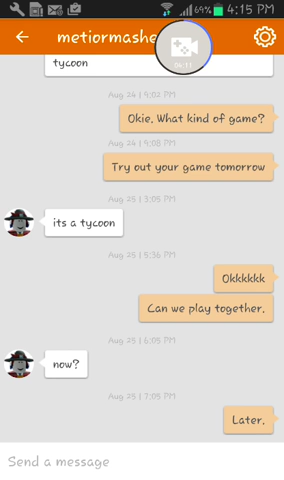 69% 4:15 PM
metiormashe
04:11
tycoon
Aug 24 | 9:02 PM
Okie. What kind of game?
Aug 24 | 9:08 PM
Try out your game tomorrow
Aug 25 | 3:05 PM
its a tycoon
Aug 25 | 5:36 PM
Okkkkkk
Can we play together.
Aug 25 | 6:05 PM
now?
Aug 25 | 7:05 PM
Later.
Send a message